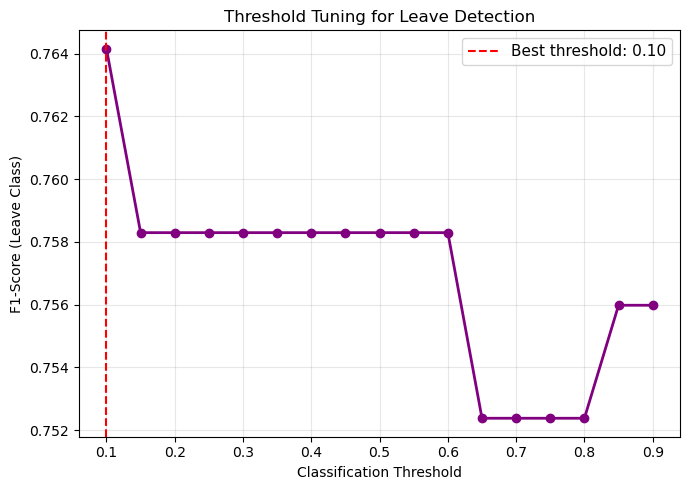 Threshold Tuning for Leave Detection
Best threshold: 0.10
F1-Score (Leave Class)
0.764
0.762
0.760
0.758
0.756
0.754
0.752
0.1 0.2 0.3 0.4 0.5 0.6 0.7 0.8 0.9
Classification Threshold